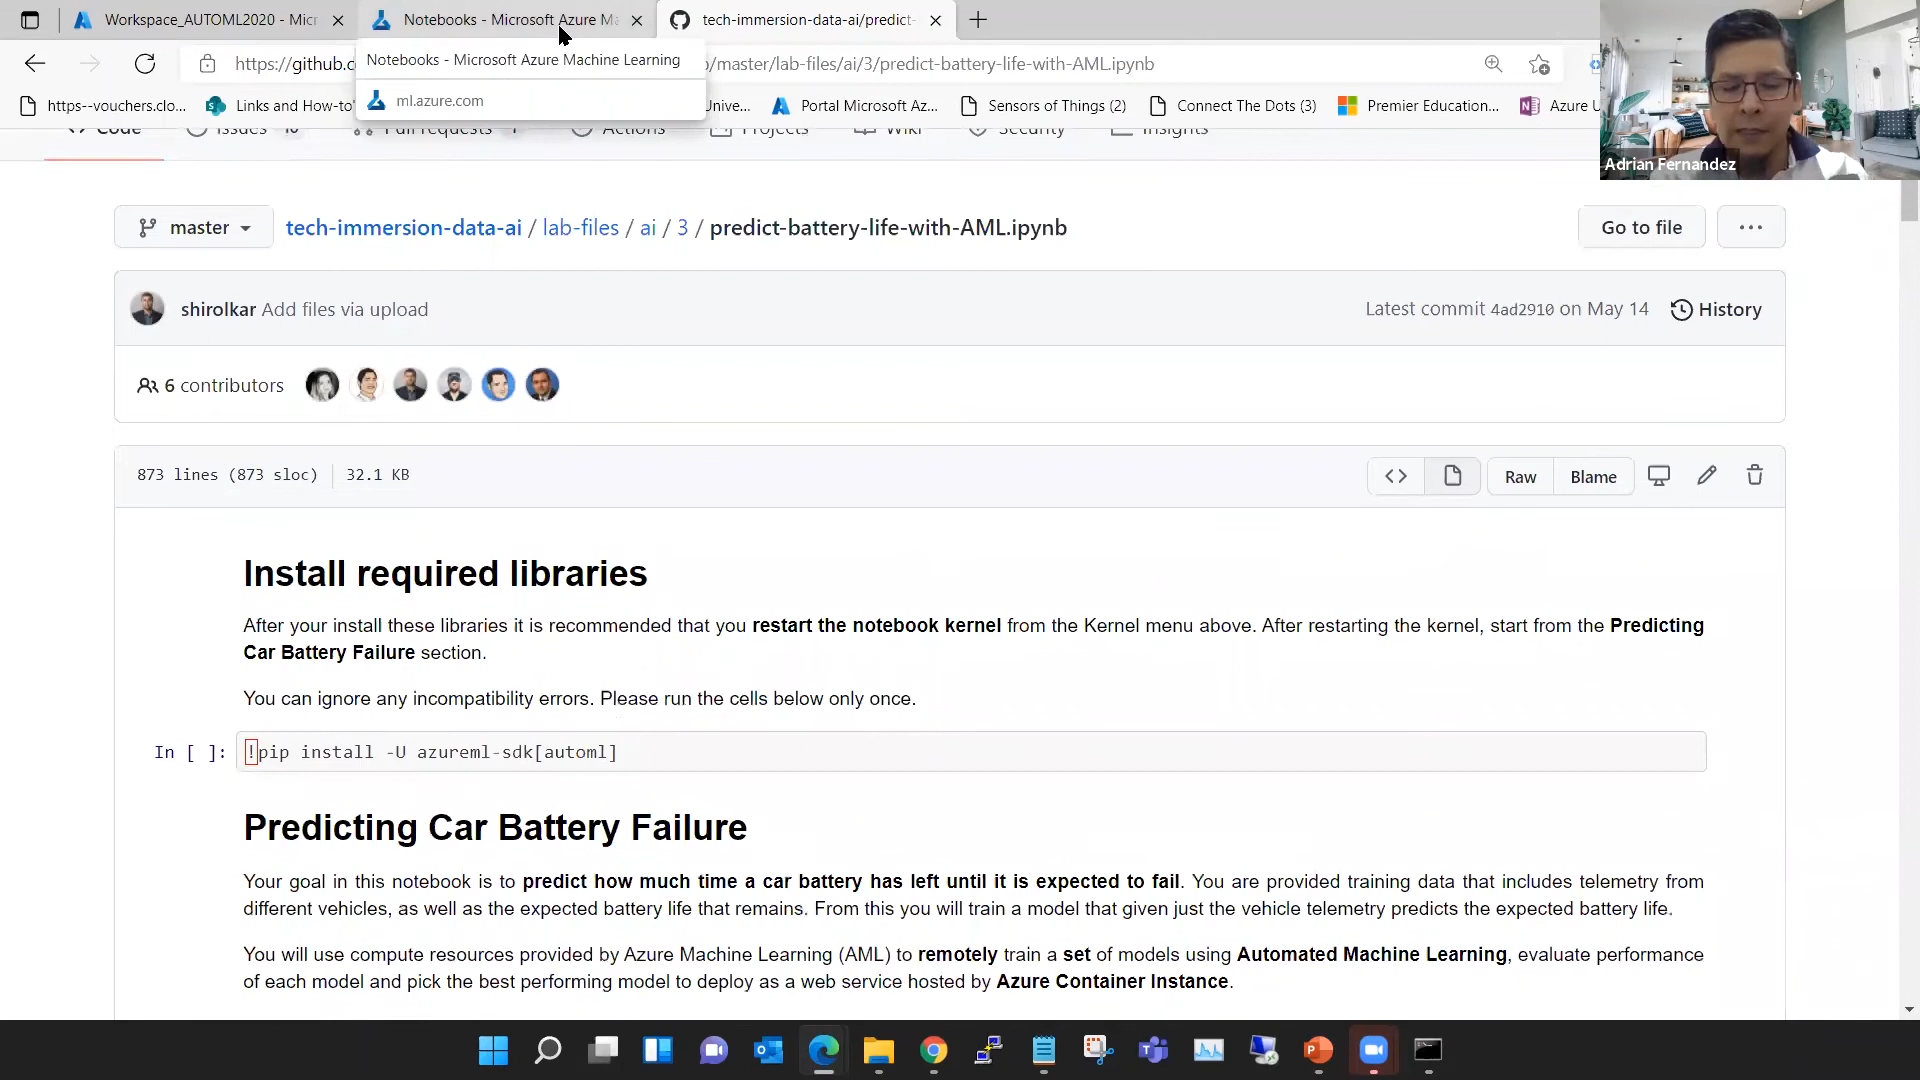 Workspace_AUTOML2020 - Micr
Notebooks - Microsoft Azure Ma
tech-immersion-data-ai/predict-
Notebooks - Microsoft Azure Machine Learning
ml.azure.com
https://github.c
/master/lab-files/ai/3/predict-battery-life-with-AML.ipynb
https--vouchers.clo...
Links and How-to'
Unive...
Portal Microsoft Az...
Sensors of Things (2)
Connect The Dots (3)
Premier Education...
Azure U
Code
Issues
Pull requests
Actions
Projects
Wiki
Security
Insights
Adrian Fernandez
master
tech-immersion-data-ai / lab-files / ai / 3 / predict-battery-life-with-AML.ipynb
Go to file
...
shirolkar Add files via upload
Latest commit 4ad2910 on May 14
History
6 contributors
873 lines (873 sloc)
32.1 KB
Raw
Blame
Install required libraries
After your install these libraries it is recommended that you restart the notebook kernel from the Kernel menu above. After restarting the kernel, start from the Predicting
Car Battery Failure section.
You can ignore any incompatibility errors. Please run the cells below only once.
In [ ]: !pip install -U azureml-sdk[automl]
Predicting Car Battery Failure
Your goal in this notebook is to predict how much time a car battery has left until it is expected to fail. You are provided training data that includes telemetry from
different vehicles, as well as the expected battery life that remains. From this you will train a model that given just the vehicle telemetry predicts the expected battery life.
You will use compute resources provided by Azure Machine Learning (AML) to remotely train a set of models using Automated Machine Learning, evaluate performance
of each model and pick the best performing model to deploy as a web service hosted by Azure Container Instance.